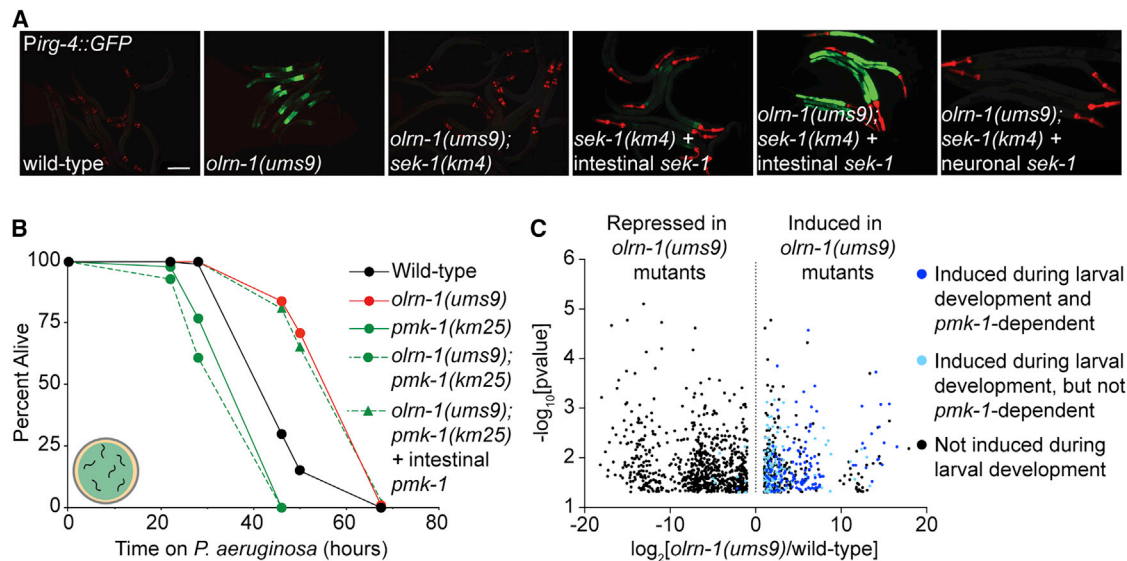 A
Pirg-4::GFP
wild-type
olrn-1(ums9)
olrn-1(ums9);
sek-1(km4)
sek-1(km4) +
intestinal sek-1
olrn-1(ums9);
sek-1(km4) +
intestinal sek-1
olrn-1(ums9);
sek-1(km4) +
neuronal sek-1
B
Percent Alive
100
75
50
25
0
0 20 40 60 80
Time on P. aeruginosa (hours)
Wild-type
olrn-1(ums9)
pmk-1(km25)
olrn-1(ums9);
pmk-1(km25)
olrn-1(ums9);
pmk-1(km25)
+ intestinal
pmk-1
C
Repressed in
olrn-1(ums9)
mutants
Induced in
olrn-1(ums9)
mutants
-log10[pvalue]
6
5
4
3
2
1
-20 -10 0 10 20
log2[olrn-1(ums9)/wild-type]
Induced during larval
development and
pmk-1-dependent
Induced during larval
development, but not
pmk-1-dependent
Not induced during
larval development